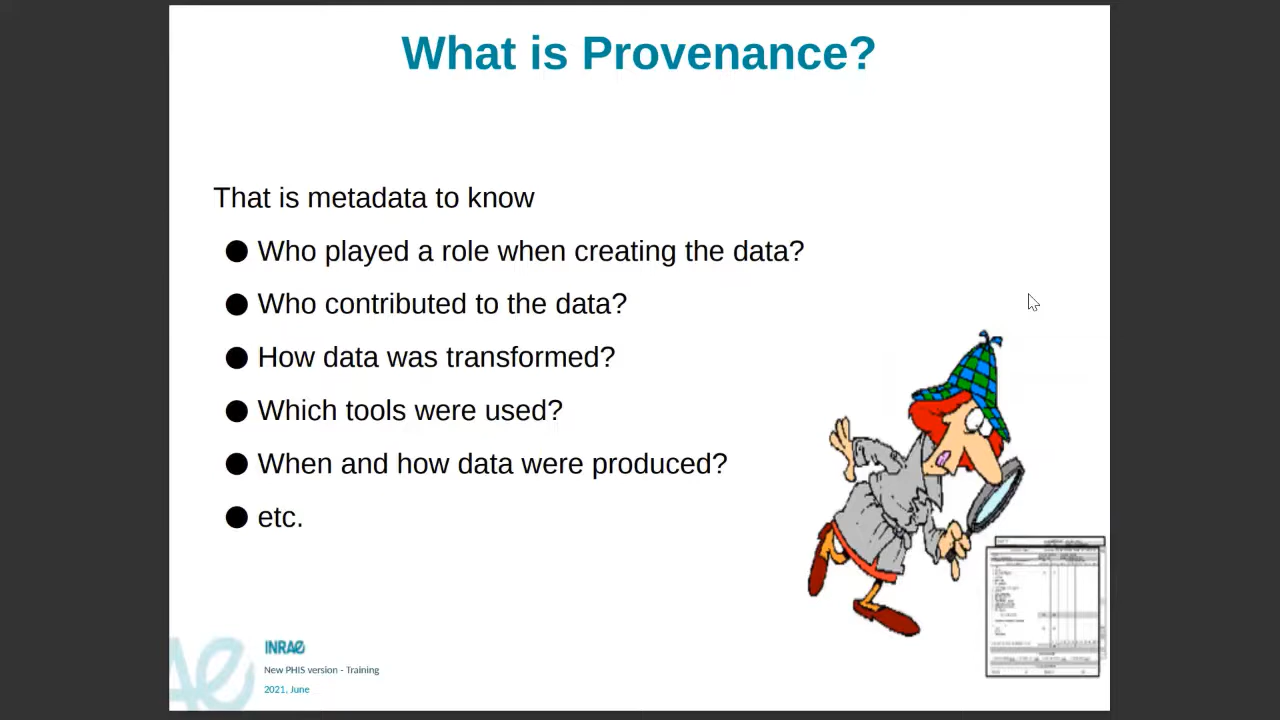 What is Provenance?
That is metadata to know
● Who played a role when creating the data?
● Who contributed to the data?
● How data was transformed?
● Which tools were used?
● When and how data were produced?
● etc.
INRAE
New PHIS version - Training
2021, June